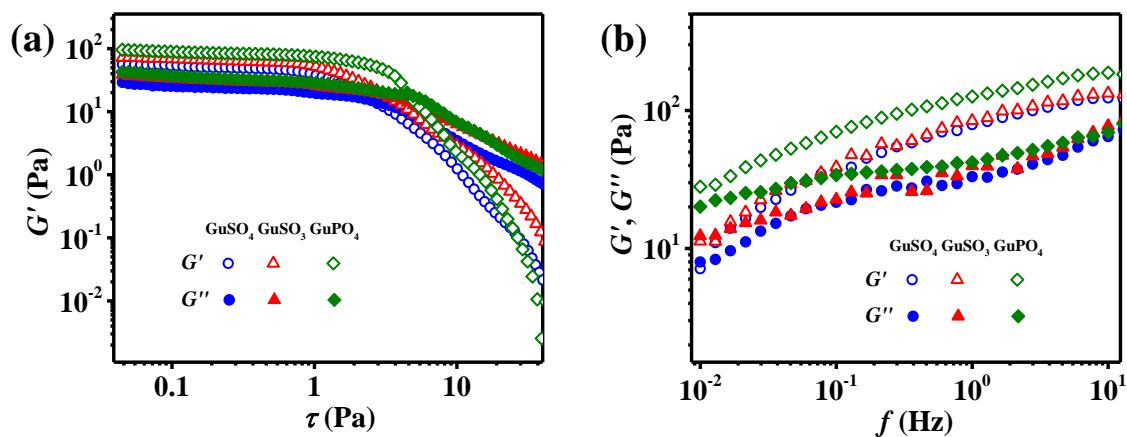 (a)
G' (Pa)
10²
10¹
10⁰
10⁻¹
10⁻²
GuSO₄ GuSO₃ GuPO₄
G'
G''
0.1 1 10
τ (Pa)
(b)
G', G'' (Pa)
10²
10¹
GuSO₄ GuSO₃ GuPO₄
G'
G''
10⁻² 10⁻¹ 10⁰ 10¹
f (Hz)